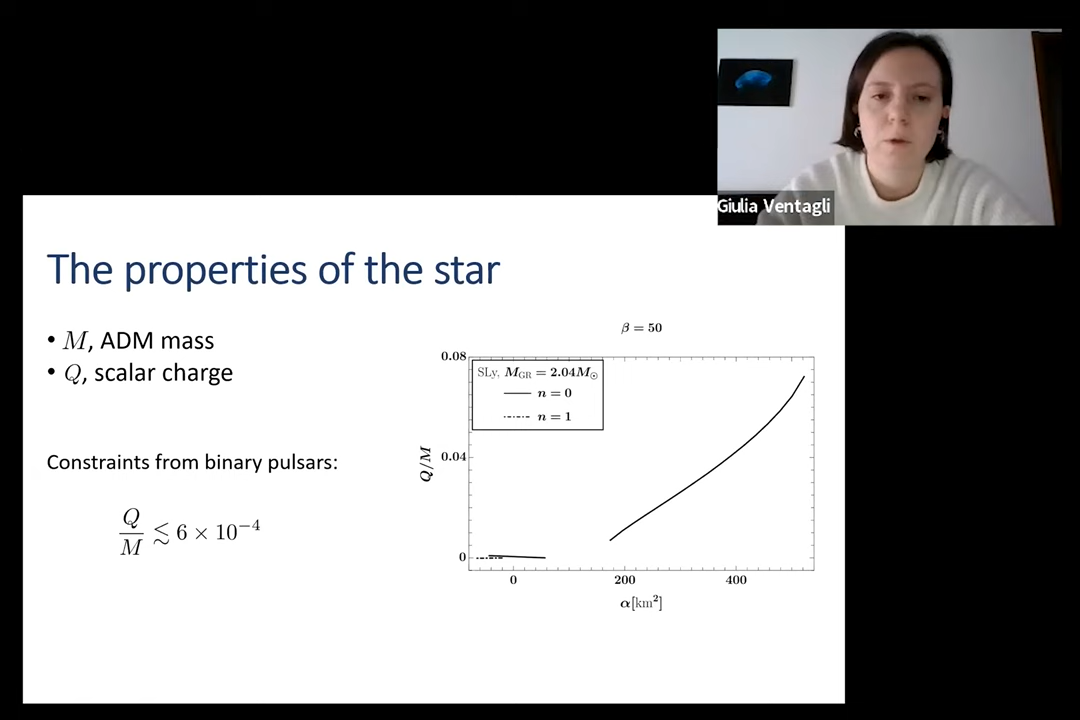 Giulia Ventagli
The properties of the star
• M, ADM mass
• Q, scalar charge
Constraints from binary pulsars:
Q/M ≲ 6 × 10⁻⁴
β = 50
0.08
SLy, M_GR = 2.04M_⊙
n = 0
n = 1
Q/M
0.04
0
0 200 400
α[km²]